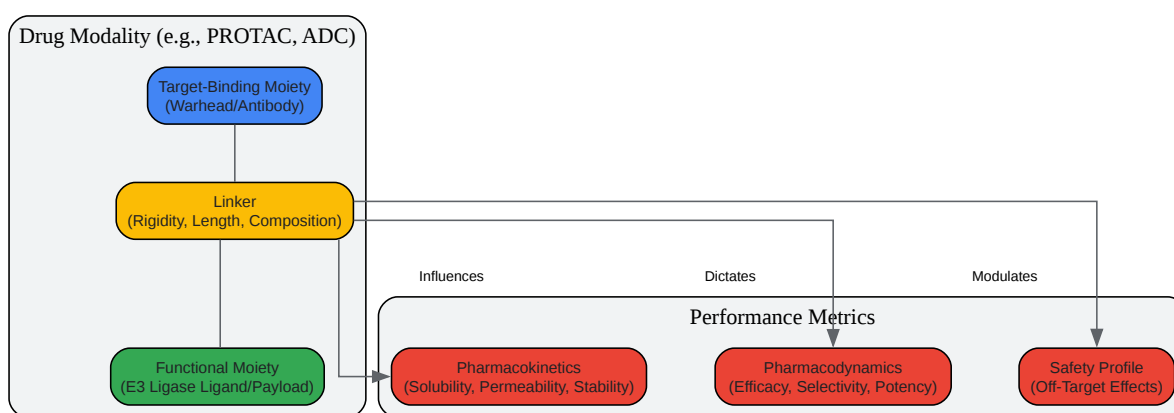 Drug Modality (e.g., PROTAC, ADC)
Target-Binding Moiety
(Warhead/Antibody)
Linker
(Rigidity, Length, Composition)
Influences
Dictates
Modulates
Performance Metrics
Functional Moiety
(E3 Ligase Ligand/Payload)
Pharmacokinetics
(Solubility, Permeability, Stability)
Pharmacodynamics
(Efficacy, Selectivity, Potency)
Safety Profile
(Off-Target Effects)